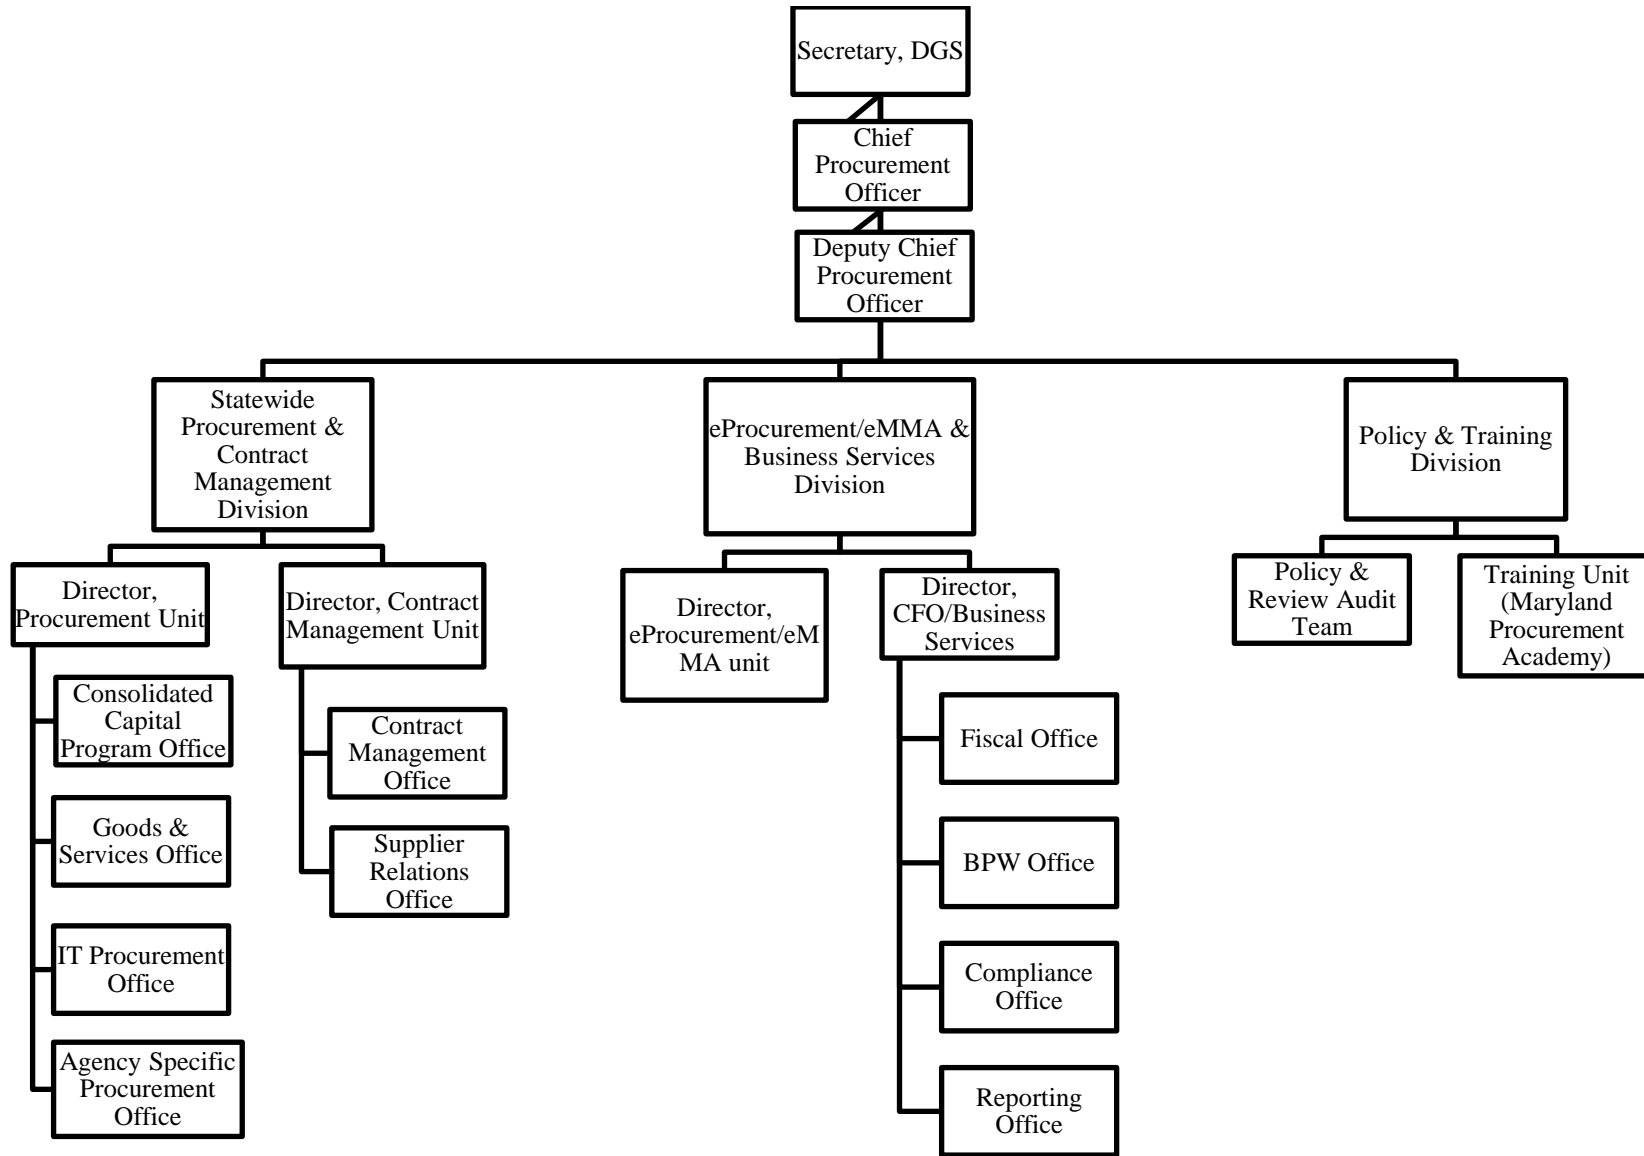 Secretary, DGS
Chief
Procurement
Officer
Deputy Chief
Procurement
Officer
Statewide
Procurement &
Contract
Management
Division
eProcurement/eMMA &
Business Services
Division
Policy & Training
Division
Director,
Procurement Unit
Director, Contract
Management Unit
Director,
eProcurement/eM
MA unit
Director,
CFO/Business
Services
Policy &
Review Audit
Team
Training Unit
(Maryland
Procurement
Academy)
Consolidated
Capital
Program Office
Goods &
Services Office
IT Procurement
Office
Agency Specific
Procurement
Office
Contract
Management
Office
Supplier
Relations
Office
Fiscal Office
BPW Office
Compliance
Office
Reporting
Office